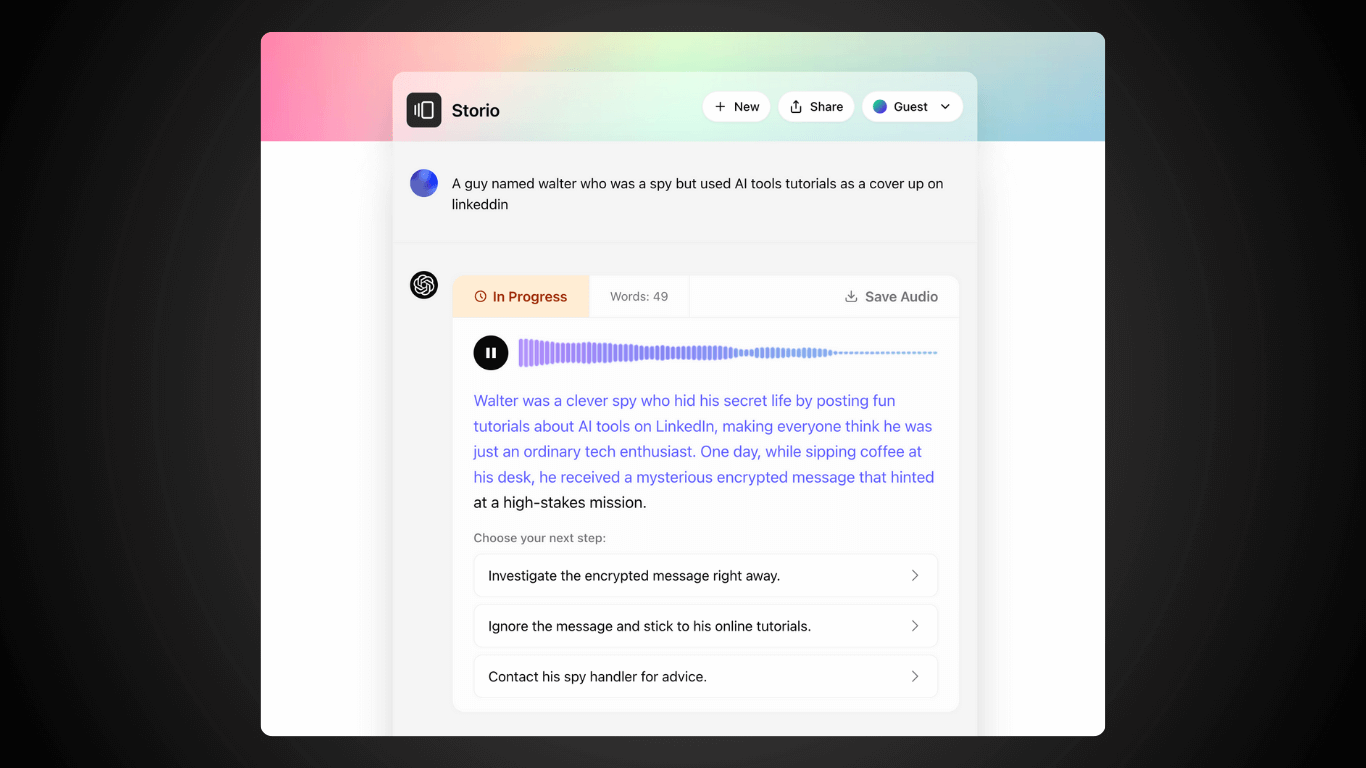 Storio
+ New
Share
Guest
A guy named walter who was a spy but used AI tools tutorials as a cover up on
linkeddin
In Progress
Words: 49
Save Audio
Walter was a clever spy who hid his secret life by posting fun
tutorials about AI tools on LinkedIn, making everyone think he was
just an ordinary tech enthusiast. One day, while sipping coffee at
his desk, he received a mysterious encrypted message that hinted
at a high-stakes mission.
Choose your next step:
Investigate the encrypted message right away.
Ignore the message and stick to his online tutorials.
Contact his spy handler for advice.